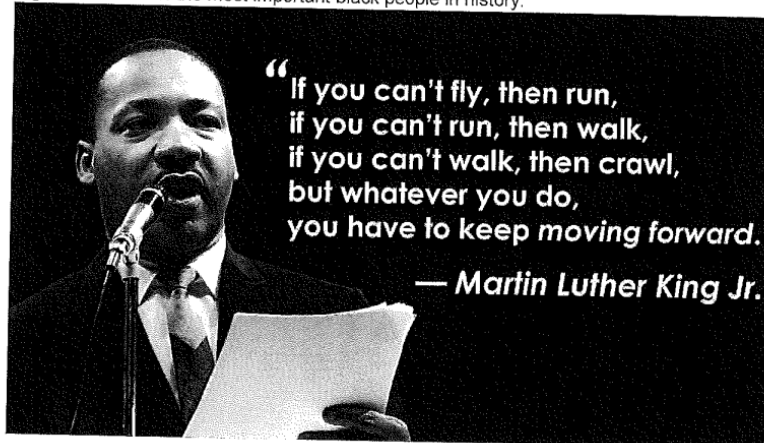 most important black people in history.
“If you can't fly, then run,
if you can't run, then walk,
if you can't walk, then crawl,
but whatever you do,
you have to keep moving forward.
— Martin Luther King Jr.